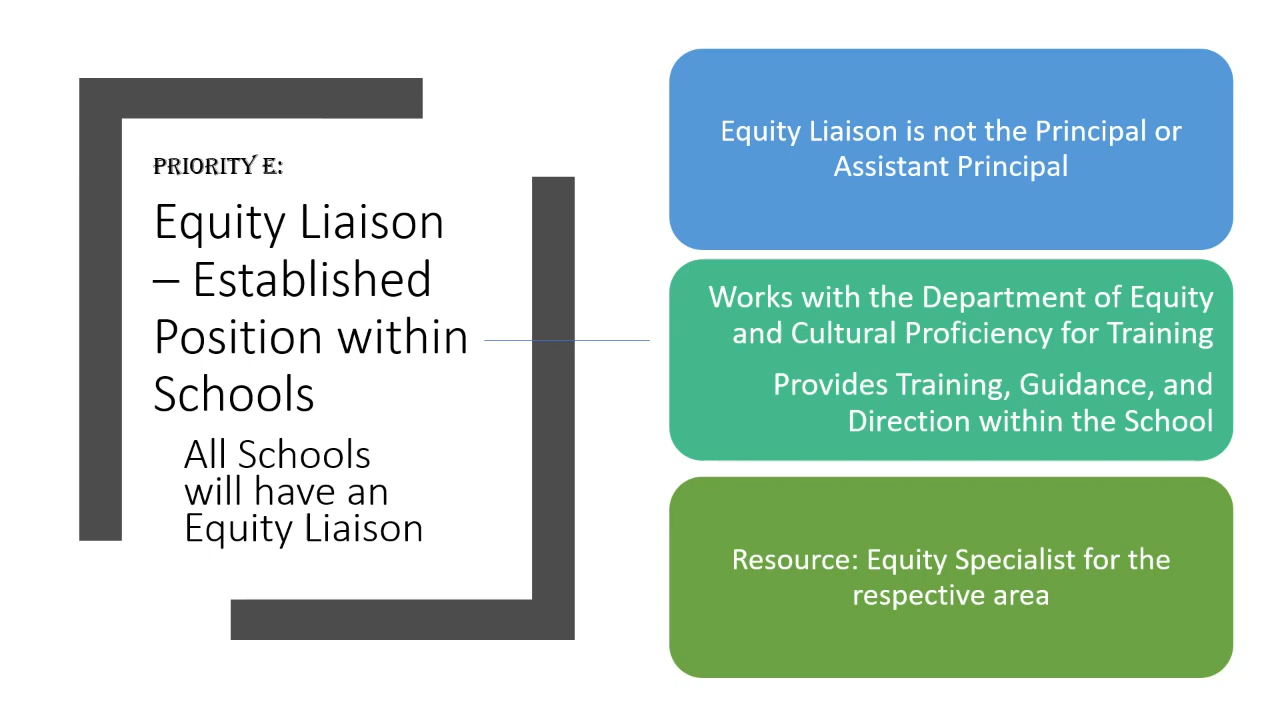 PRIORITY E:
Equity Liaison
– Established
Position within
Schools
All Schools
will have an
Equity Liaison
Equity Liaison is not the Principal or
Assistant Principal
Works with the Department of Equity
and Cultural Proficiency for Training
Provides Training, Guidance, and
Direction within the School
Resource: Equity Specialist for the
respective area